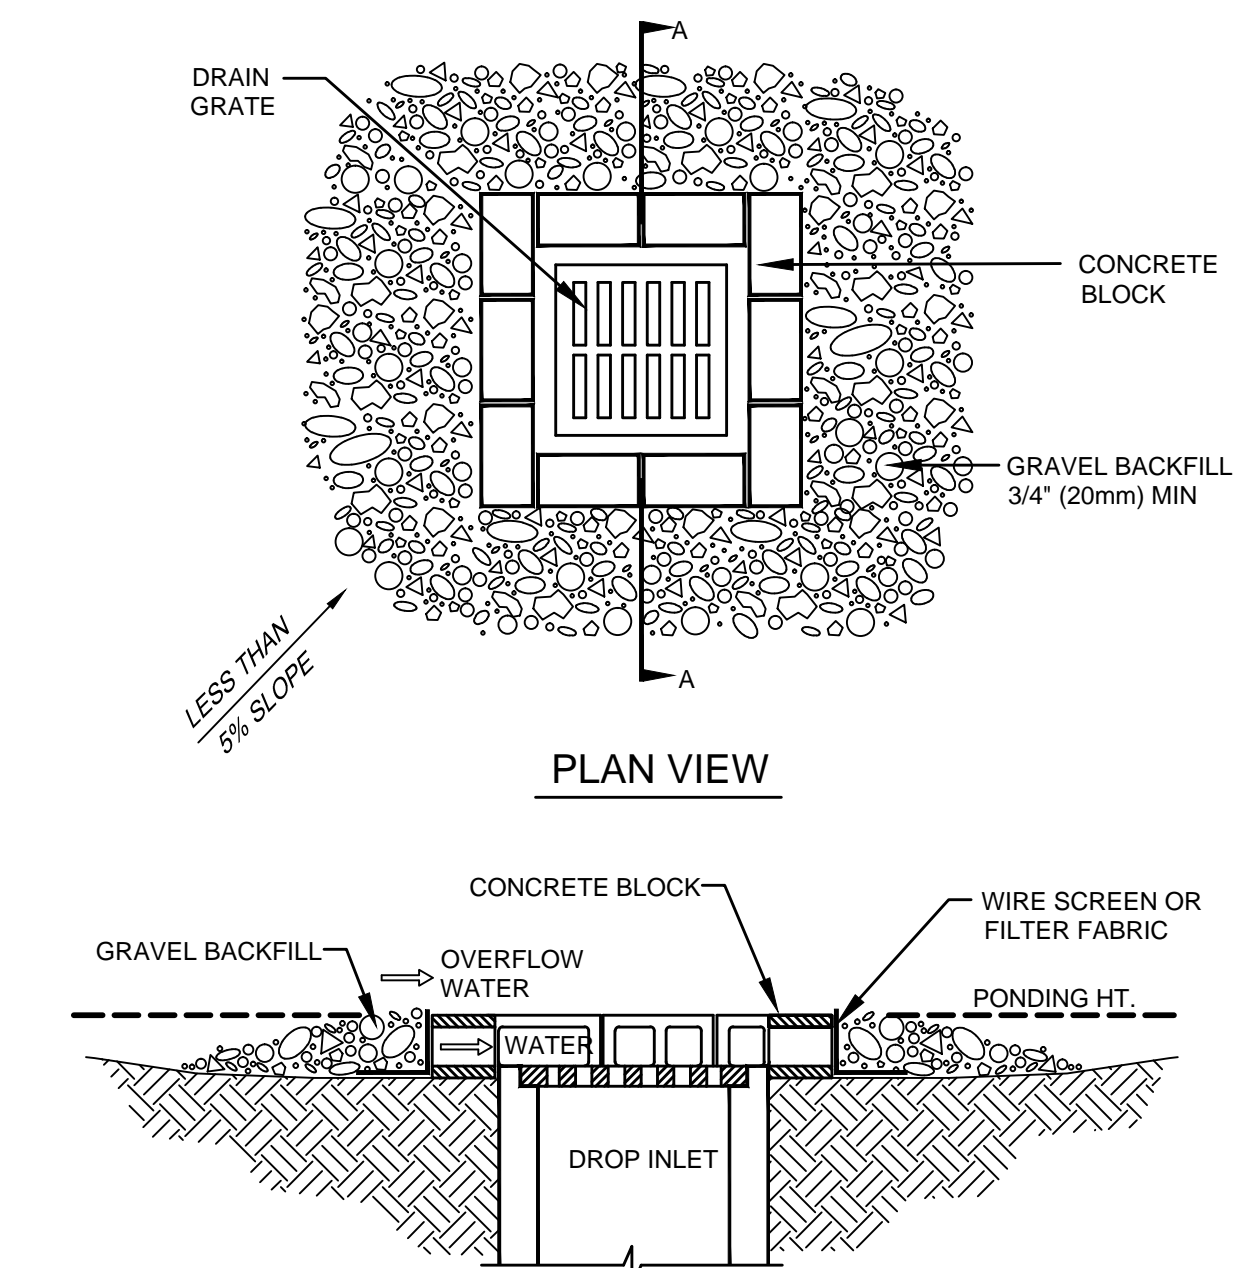 A
DRAIN
GRATE
CONCRETE
BLOCK
GRAVEL BACKFILL
3/4" (20mm) MIN
LESS THAN
5% SLOPE
A
PLAN VIEW
CONCRETE BLOCK
WIRE SCREEN OR
FILTER FABRIC
GRAVEL BACKFILL
OVERFLOW
WATER
PONDING HT.
WATER
DROP INLET